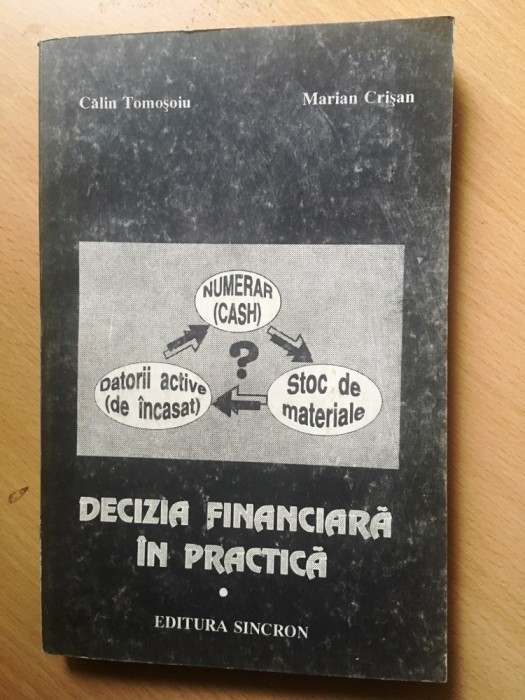 Călin Tomoşoiu
Marian Crişan
NUMERAR
(CASH)
?
Datorii active
(de încasat)
Stoc de
materiale
DECIZIA FINANCIARĂ
ÎN PRACTICĂ
EDITURA SINCRON